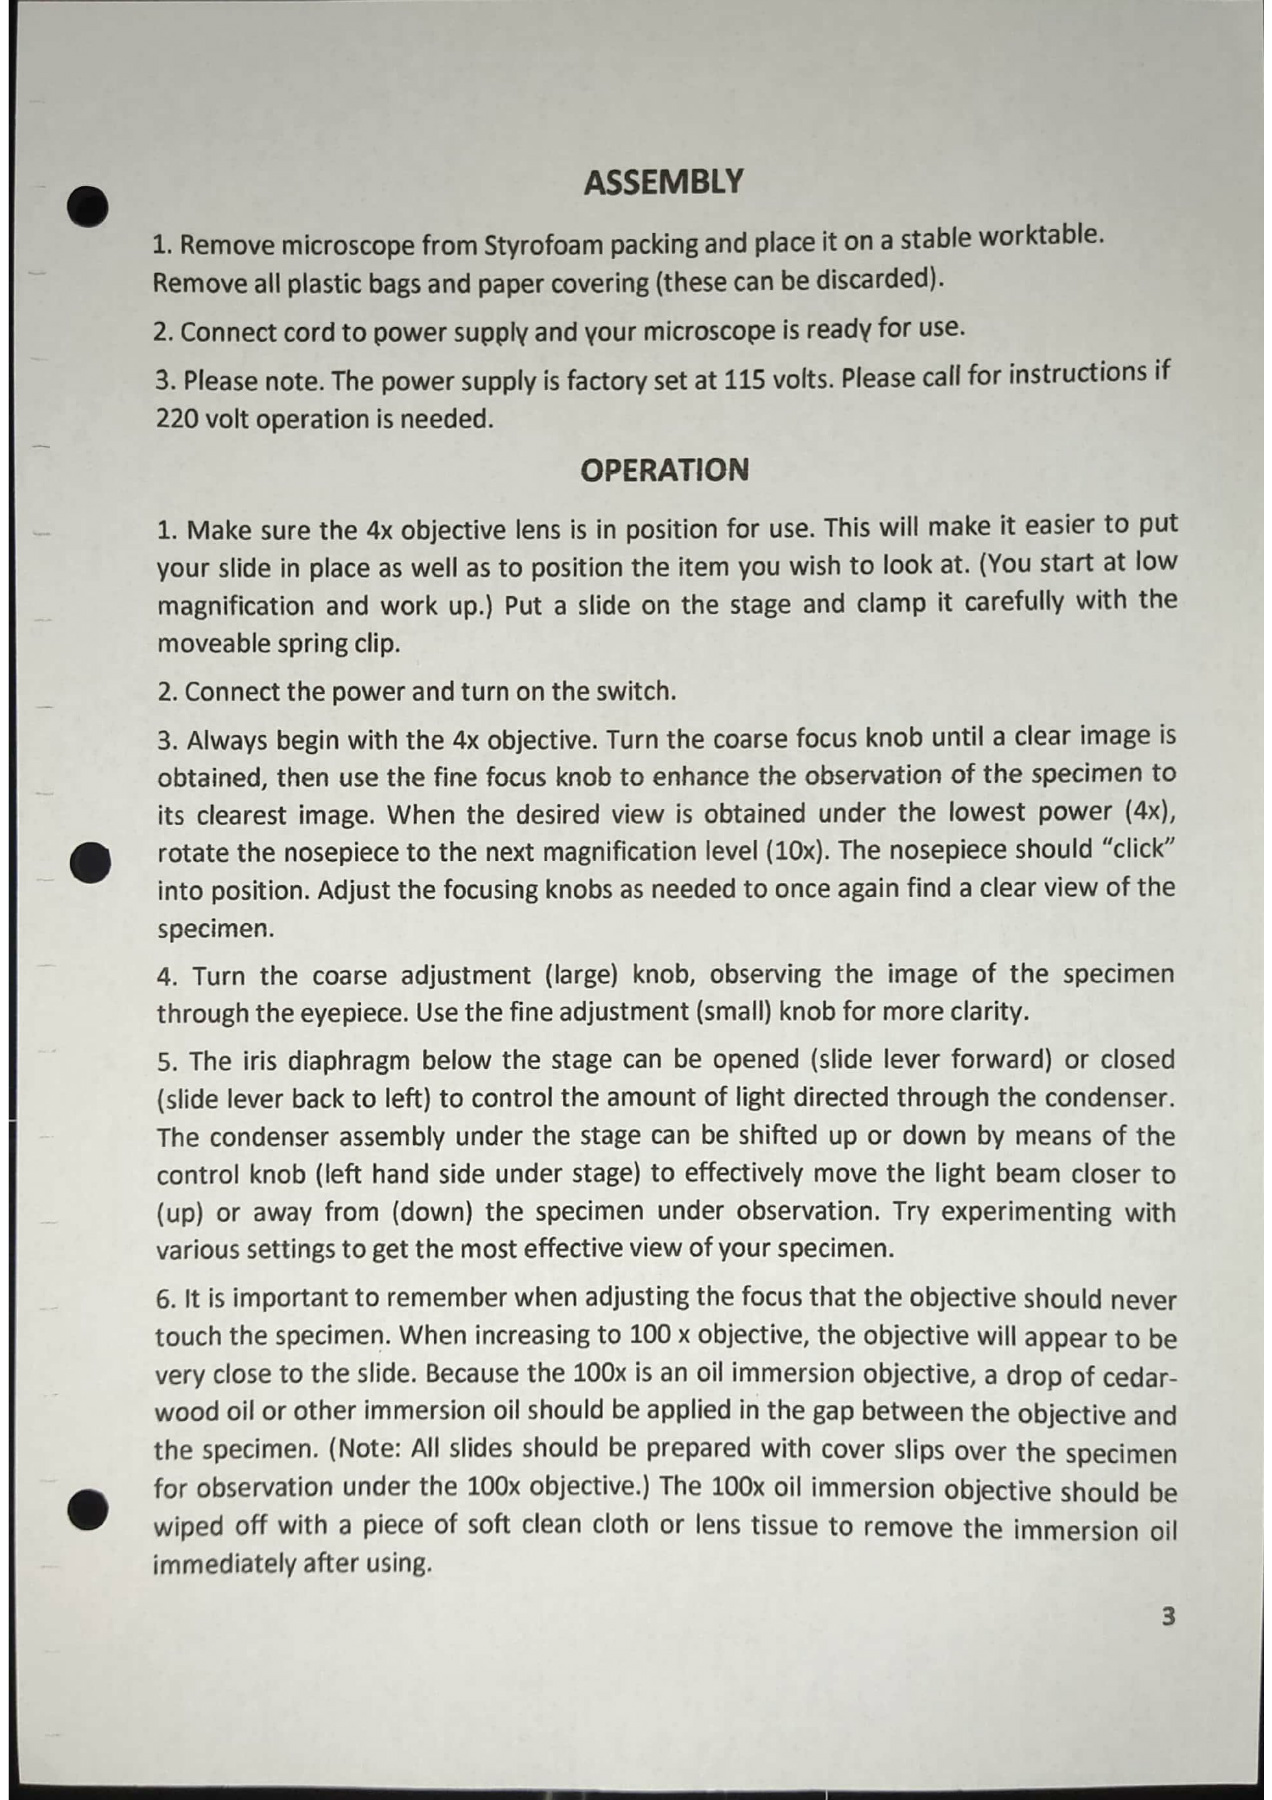 ASSEMBLY
1. Remove microscope from Styrofoam packing and place it on a stable worktable.
Remove all plastic bags and paper covering (these can be discarded).
2. Connect cord to power supply and your microscope is ready for use.
3. Please note. The power supply is factory set at 115 volts. Please call for instructions if
220 volt operation is needed.
OPERATION
1. Make sure the 4x objective lens is in position for use. This will make it easier to put
your slide in place as well as to position the item you wish to look at. (You start at low
magnification and work up.) Put a slide on the stage and clamp it carefully with the
moveable spring clip.
2. Connect the power and turn on the switch.
3. Always begin with the 4x objective. Turn the coarse focus knob until a clear image is
obtained, then use the fine focus knob to enhance the observation of the specimen to
its clearest image. When the desired view is obtained under the lowest power (4x),
rotate the nosepiece to the next magnification level (10x). The nosepiece should “click”
into position. Adjust the focusing knobs as needed to once again find a clear view of the
specimen.
4. Turn the coarse adjustment (large) knob, observing the image of the specimen
through the eyepiece. Use the fine adjustment (small) knob for more clarity.
5. The iris diaphragm below the stage can be opened (slide lever forward) or closed
(slide lever back to left) to control the amount of light directed through the condenser.
The condenser assembly under the stage can be shifted up or down by means of the
control knob (left hand side under stage) to effectively move the light beam closer to
(up) or away from (down) the specimen under observation. Try experimenting with
various settings to get the most effective view of your specimen.
6. It is important to remember when adjusting the focus that the objective should never
touch the specimen. When increasing to 100 x objective, the objective will appear to be
very close to the slide. Because the 100x is an oil immersion objective, a drop of cedar-
wood oil or other immersion oil should be applied in the gap between the objective and
the specimen. (Note: All slides should be prepared with cover slips over the specimen
for observation under the 100x objective.) The 100x oil immersion objective should be
wiped off with a piece of soft clean cloth or lens tissue to remove the immersion oil
immediately after using.
3